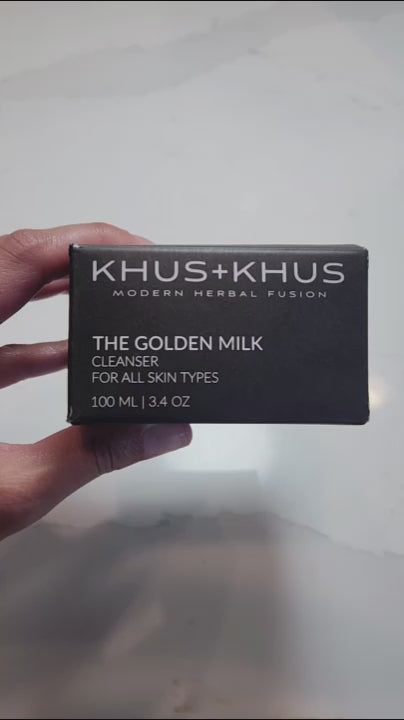 KHUS+KHUS
MODERN HERBAL FUSION
THE GOLDEN MILK
CLEANSER
FOR ALL SKIN TYPES
100 ML | 3.4 OZ